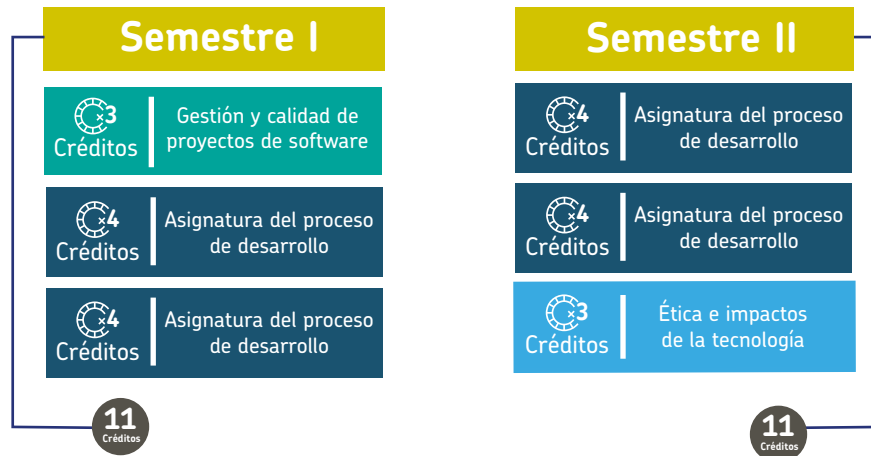 Semestre I
×3
Créditos
Gestión y calidad de
proyectos de software
×4
Créditos
Asignatura del proceso
de desarrollo
×4
Créditos
Asignatura del proceso
de desarrollo
11
Créditos
Semestre II
×4
Créditos
Asignatura del proceso
de desarrollo
×4
Créditos
Asignatura del proceso
de desarrollo
×3
Créditos
Ética e impactos
de la tecnología
11
Créditos